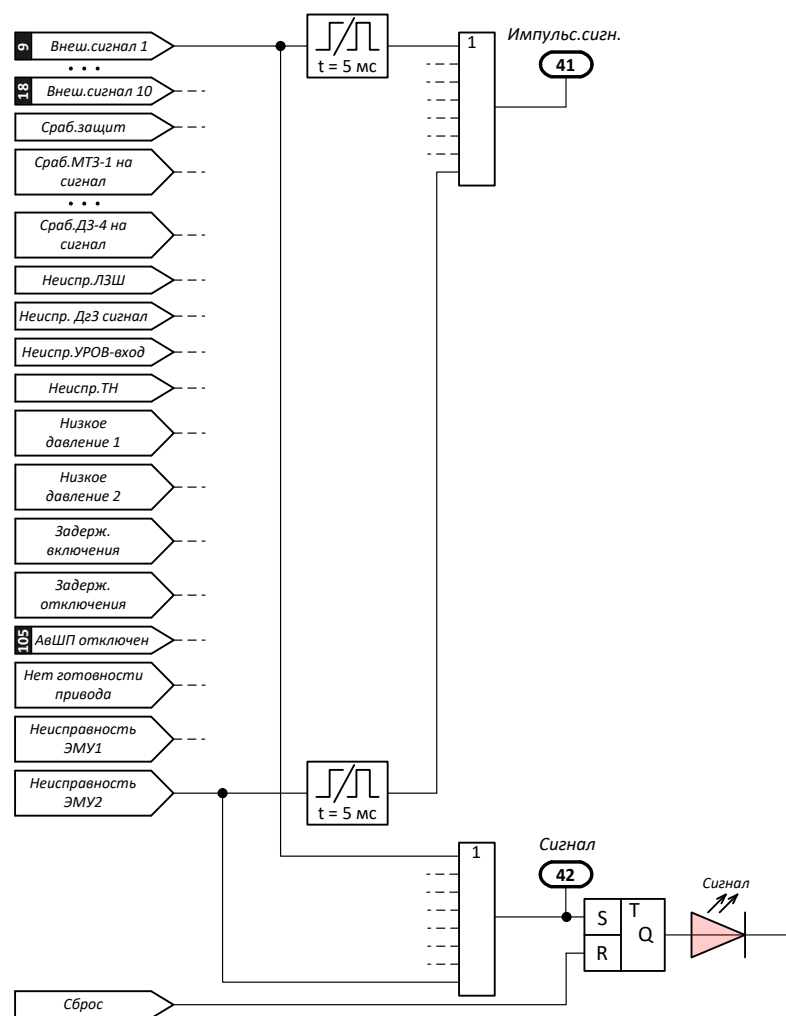 9 Внеш.сигнал 1
• • •
18 Внеш.сигнал 10
Сраб.защит
Сраб.МТЗ-1 на
сигнал
• • •
Сраб.ДЗ-4 на
сигнал
Неиспр.ЛЗШ
Неиспр. ДгЗ сигнал
Неиспр.УРОВ-вход
Неиспр.ТН
Низкое
давление 1
Низкое
давление 2
Задерж.
включения
Задерж.
отключения
105 АвШП отключен
Нет готовности
привода
Неисправность
ЭМУ1
Неисправность
ЭМУ2
Сброс
t = 5 мс
1
Импульс.сигн.
41
t = 5 мс
1
Сигнал
42
S
T
Q
R
Сигнал